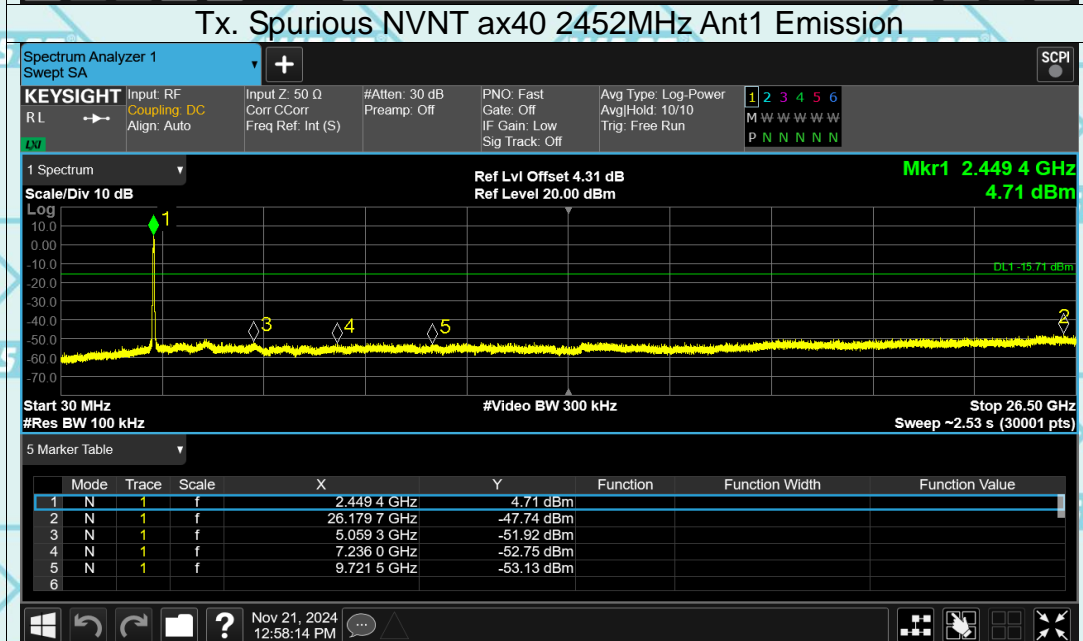 Tx. Spurious NVNT ax40 2452MHz Ant1 Emission
Spectrum Analyzer 1
Swept SA
+
SCPI
KEYSIGHT Input: RF Input Z: 50 Ω #Atten: 30 dB PNO: Fast Avg Type: Log-Power 1 2 3 4 5 6
RL Coupling: DC Corr CCorr Preamp: Off Gate: Off Avg|Hold: 10/10 M W W W W W
Align: Auto Freq Ref: Int (S) IF Gain: Low Trig: Free Run P N N N N N
LXI Sig Track: Off
1 Spectrum
Ref Lvl Offset 4.31 dB Mkr1 2.449 4 GHz
Scale/Div 10 dB Ref Level 20.00 dBm 4.71 dBm
Log
1
10.0
0.00
-10.0
DL1 -15.71 dBm
-20.0
-30.0
-40.0
3 4 5 2
-50.0
-60.0
-70.0
Start 30 MHz #Video BW 300 kHz Stop 26.50 GHz
#Res BW 100 kHz Sweep ~2.53 s (30001 pts)
5 Marker Table
Mode Trace Scale X Y Function Function Width Function Value
1 N 1 f 2.449 4 GHz 4.71 dBm
2 N 1 f 26.179 7 GHz -47.74 dBm
3 N 1 f 5.059 3 GHz -51.92 dBm
4 N 1 f 7.236 0 GHz -52.75 dBm
5 N 1 f 9.721 5 GHz -53.13 dBm
6
? Nov 21, 2024
12:58:14 PM